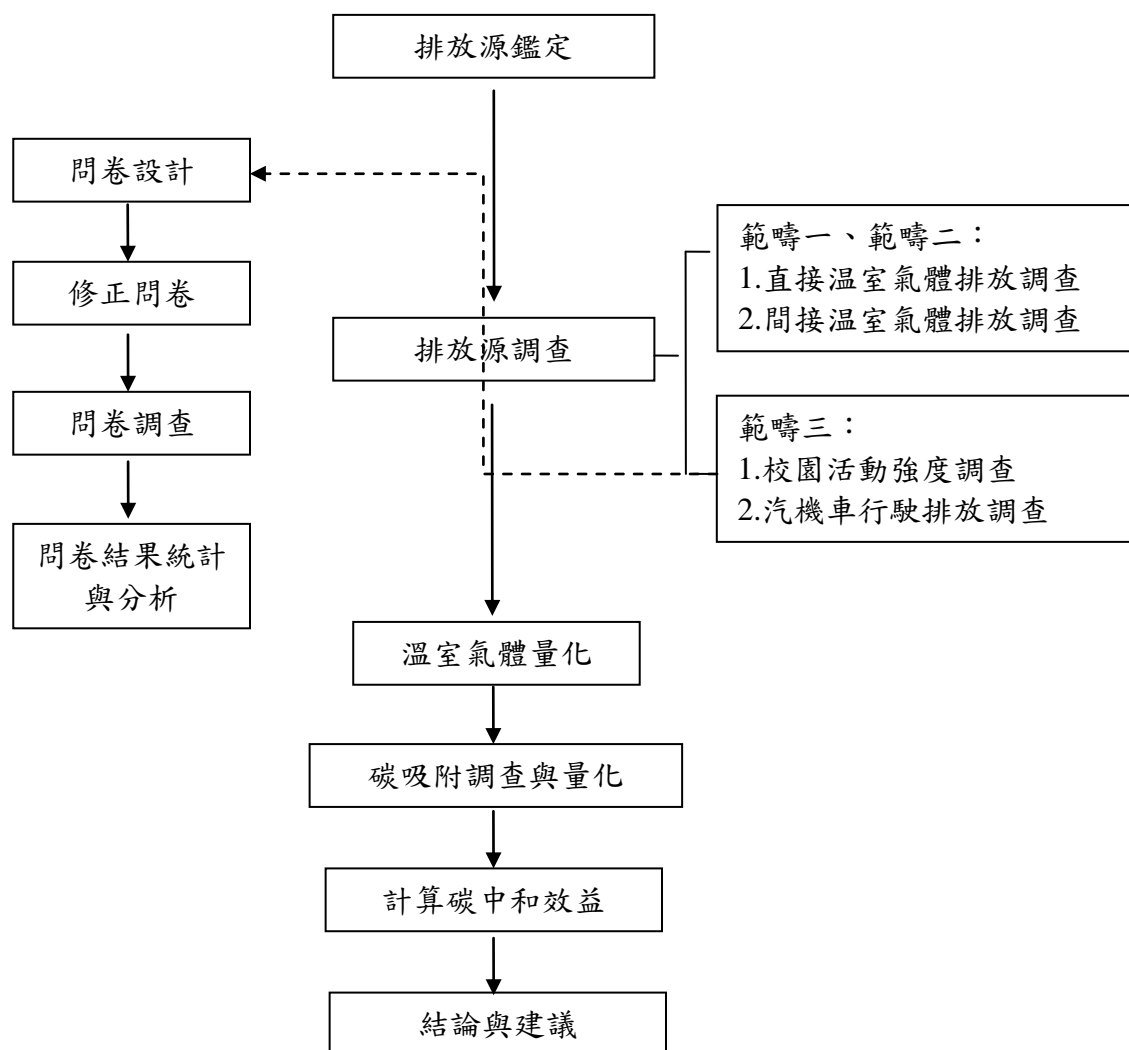 排放源鑑定
問卷設計
修正問卷
問卷調查
問卷結果統計
與分析
排放源調查
範疇一、範疇二：
1.直接温室氣體排放調查
2.間接温室氣體排放調查
範疇三：
1.校園活動強度調查
2.汽機車行駛排放調查
溫室氣體量化
碳吸附調查與量化
計算碳中和效益
結論與建議